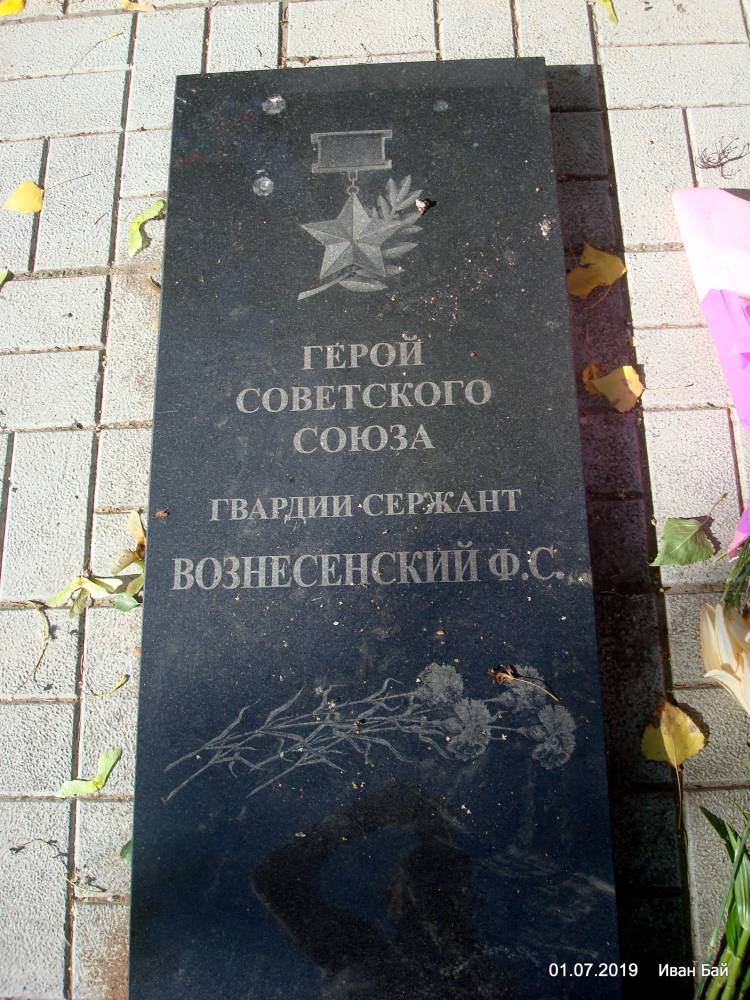 ГЕРОЙ
СОВЕТСКОГО
СОЮЗА
ГВАРДИИ СЕРЖАНТ
ВОЗНЕСЕНСКИЙ Ф.С.
01.07.2019 Иван Бай